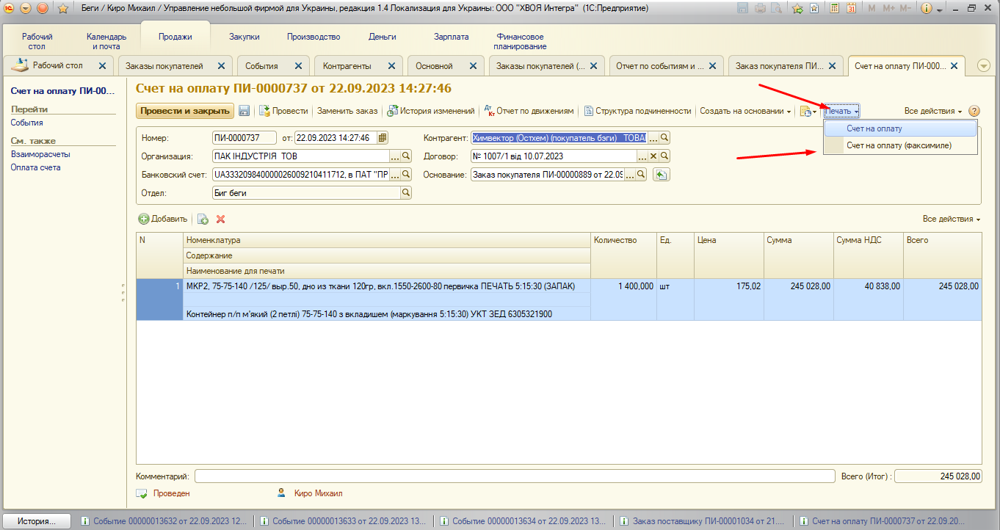 Беги / Киро Михаил / Управление небольшой фирмой для Украины, редакция 1.4 Локализация для Украины: ООО "ХВОЯ Интегра" (1С:Предприятие)
M M+ M-
Рабочий стол
Календарь и почта
Продажи
Закупки
Производство
Деньги
Зарплата
Финансовое планирование
Рабочий стол
Заказы покупателей
События
Контрагенты
Основной
Заказы покупателей (...
Отчет по событиям и ...
Заказ покупателя ПИ...
Счет на оплату ПИ-000...
Счет на оплату ПИ-00...
Перейти
События
См. также
Взаиморасчеты
Оплата счета
Счет на оплату ПИ-0000737 от 22.09.2023 14:27:46
Провести и закрыть
Провести
Заменить заказ
История изменений
Отчет по движениям
Структура подчиненности
Создать на основании
Печать
Все действия
Счет на оплату
Счет на оплату (факсимиле)
Номер: ПИ-0000737 от: 22.09.2023 14:27:46
Контрагент: Химвектор (Остхем) (покупатель бэги) ТОВА
Организация: ПАК ІНДУСТРІЯ ТОВ
Договор: № 1007/1 від 10.07.2023
Банковский счет: UA333209840000026009210411712, в ПАТ "ПР
Основание: Заказ покупателя ПИ-00000889 от 22.09
Отдел: Биг беги
Добавить
Все действия
N Номенклатура Количество Ед. Цена Сумма Сумма НДС Всего
Содержание
Наименование для печати
1 МКР2, 75-75-140 /125/ выр.50, дно из ткани 120гр, вкл.1550-2600-80 первичка ПЕЧАТЬ 5:15:30 (ЗАПАК) 1 400,000 шт 175,02 245 028,00 40 838,00 245 028,00
Контейнер п/п м'який (2 петлі) 75-75-140 з вкладишем (маркування 5:15:30) УКТ ЗЕД 6305321900
Комментарий:
Всего (Итог) : 245 028,00
Проведен
Киро Михаил
История...
Событие 00000013632 от 22.09.2023 12...
Событие 00000013633 от 22.09.2023 13...
Событие 00000013634 от 22.09.2023 13...
Заказ поставщику ПИ-00001034 от 21....
Счет на оплату ПИ-0000737 от 22.09.20...